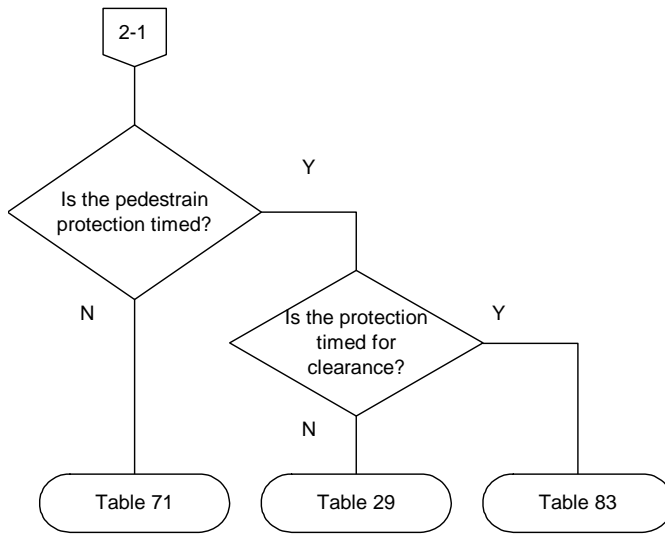 2-1
Y
Is the pedestrain
protection timed?
N
Y
Is the protection
timed for
clearance?
N
Table 71
Table 29
Table 83